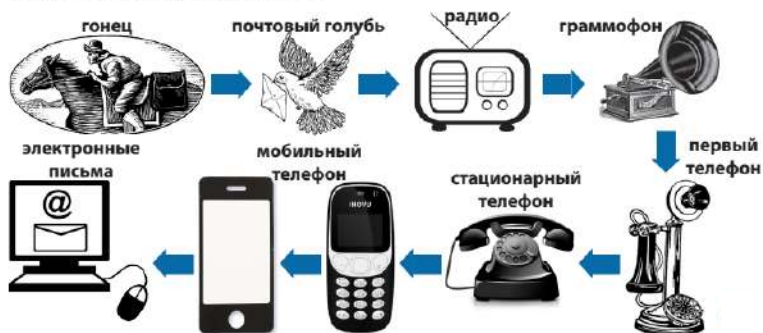 гонец
почтовый голубь
радио
граммофон
первый
телефон
стационарный
телефон
мобильный
телефон
электронные
письма
@